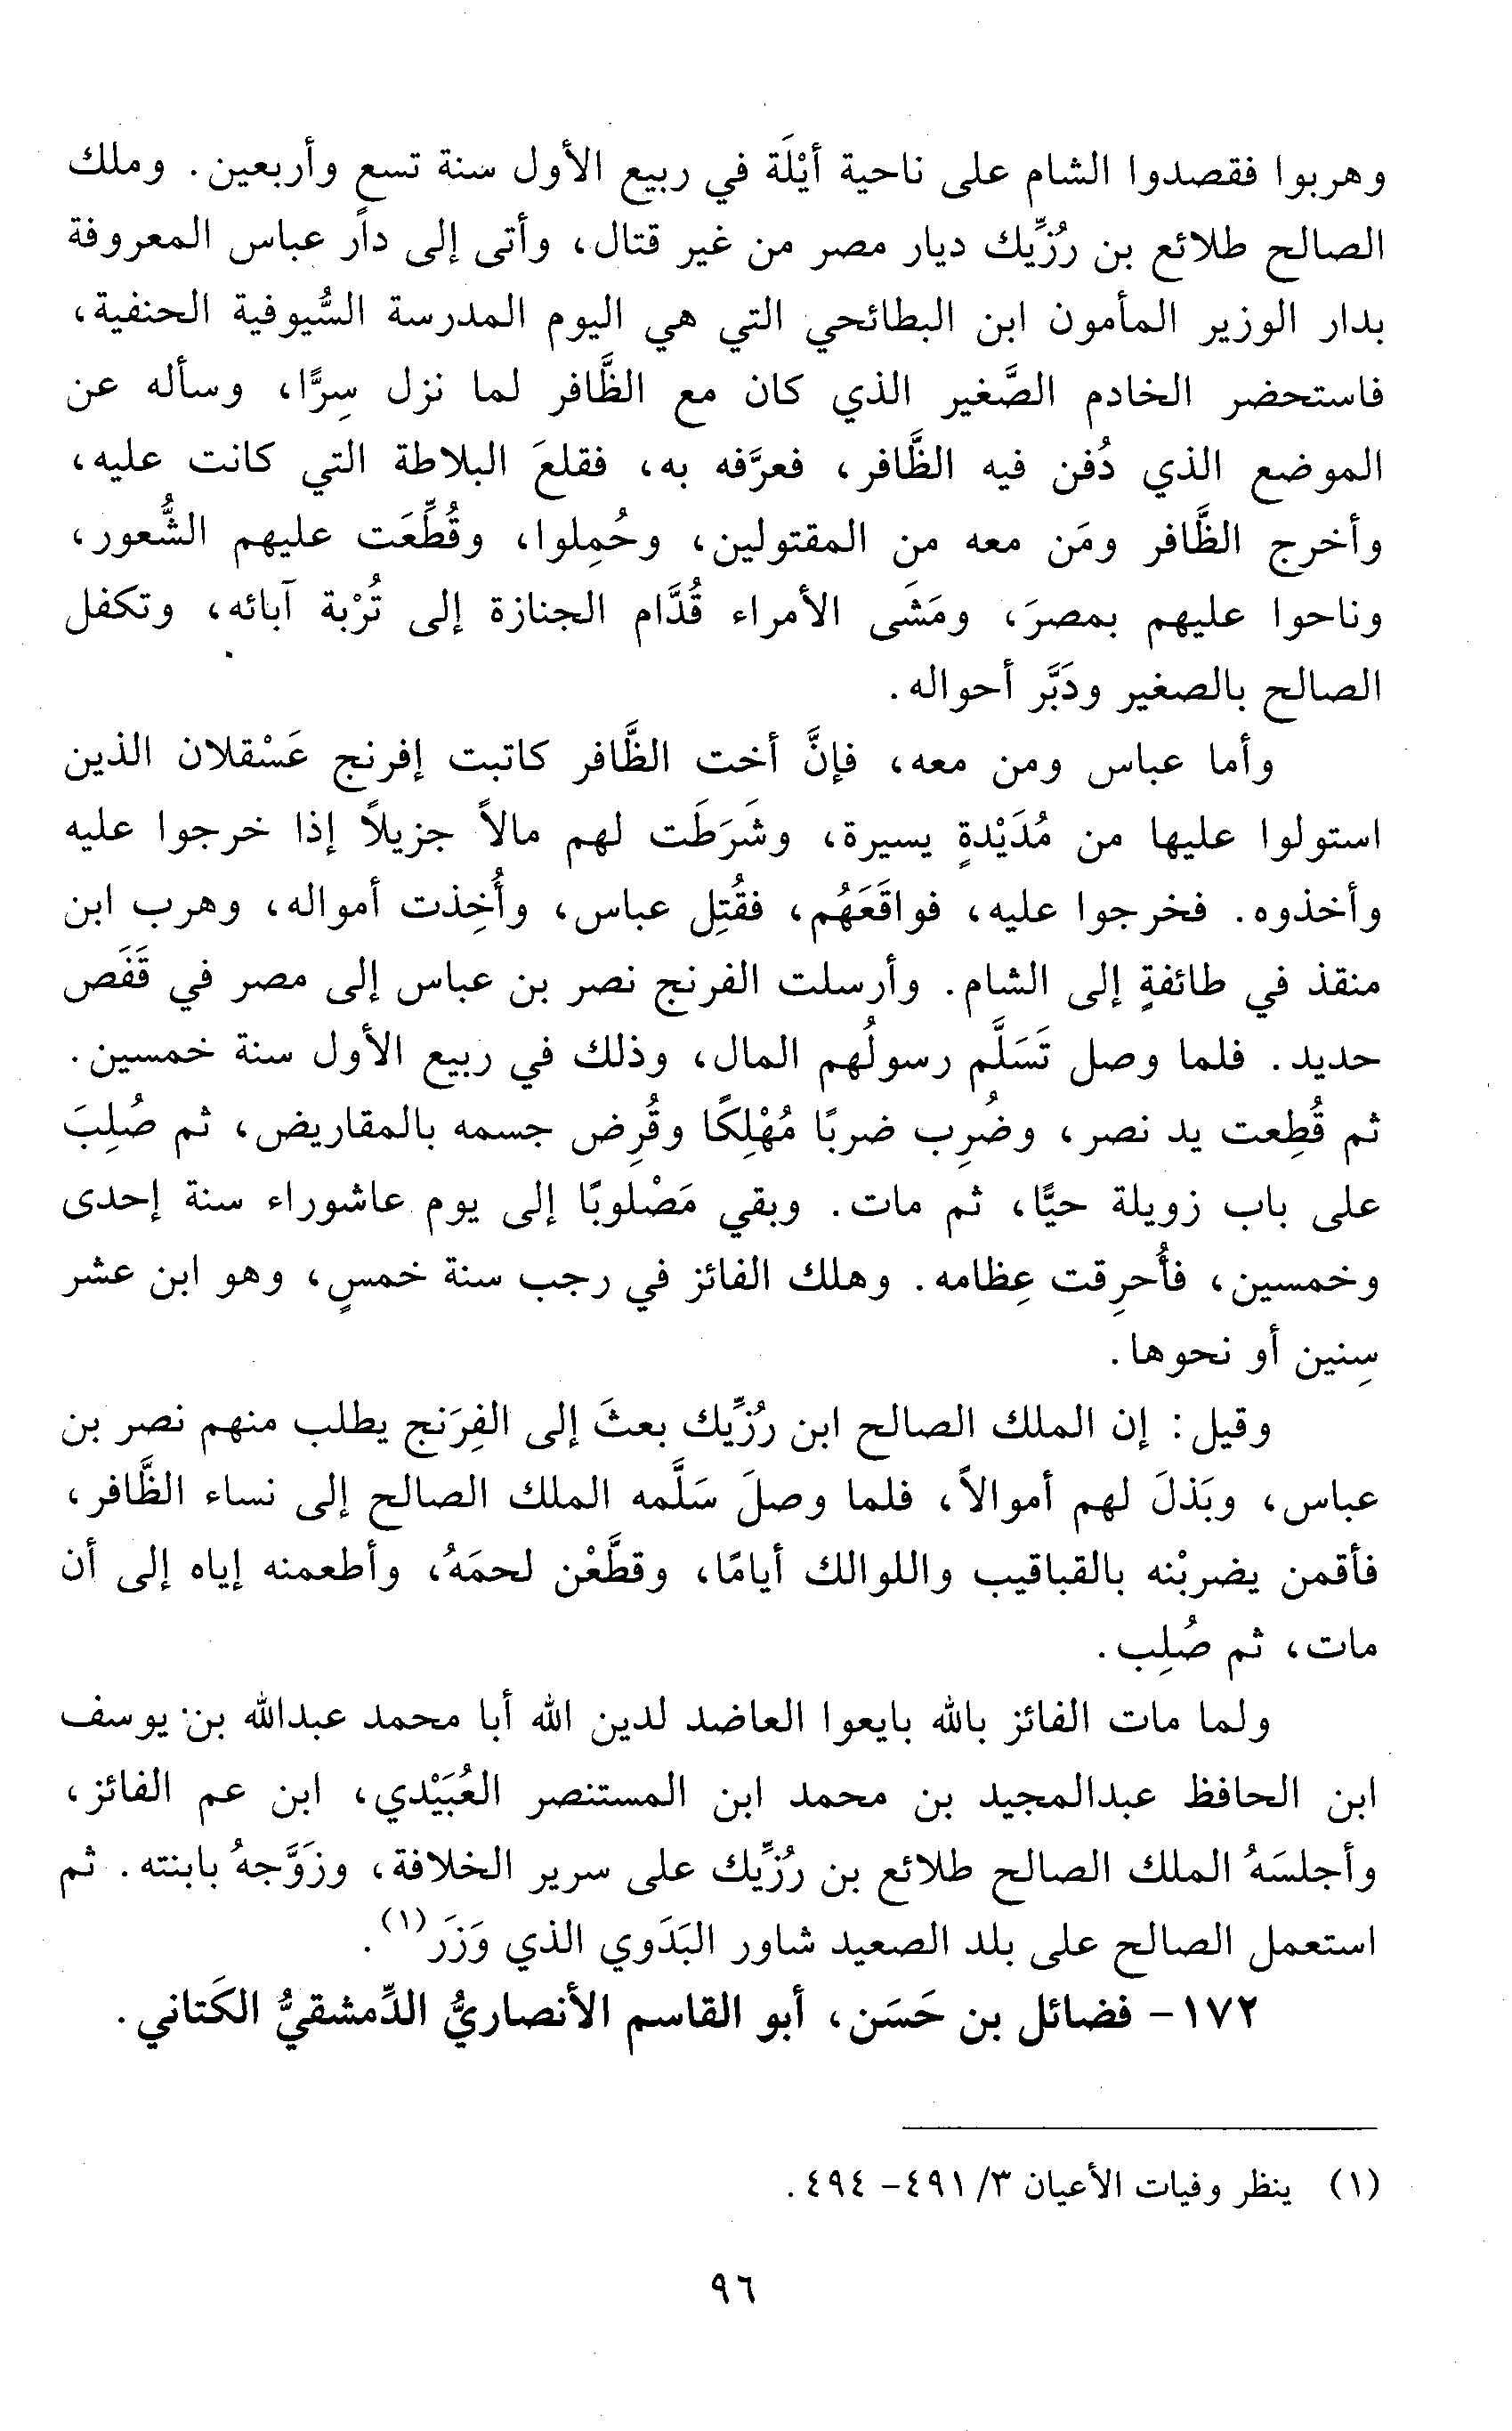 وهربوا فقصدوا الشام على ناحية أَيْلَة في ربيع الأول سنة تسع وأربعين. وملك
الصالح طلائع بن رُزِّيك ديار مصر من غير قتال، وأتى إلى دار عباس المعروفة
بدار الوزير المأمون ابن البطائحي التي هي اليوم المدرسة السُّيوفية الحنفية،
فاستحضر الخادم الصَّغير الذي كان مع الظَّافر لما نزل سِرًّا، وسأله عن
الموضع الذي دُفن فيه الظَّافر، فعرَّفه به، فقلعَ البلاطة التي كانت عليه،
وأخرج الظَّافر ومَن معه من المقتولين، وحُمِلوا، وقُطِّعَت عليهم الشُّعور،
وناحوا عليهم بمصرَ، ومَشَى الأمراء قُدَّام الجنازة إلى تُرْبة آبائه، وتكفل
الصالح بالصغير ودَبَّر أحواله.
وأما عباس ومن معه، فإنَّ أخت الظَّافر كاتبت إفرنج عَسْقلان الذين
استولوا عليها من مُدَيْدةٍ يسيرة، وشَرَطَت لهم مالاً جزيلاً إذا خرجوا عليه
وأخذوه. فخرجوا عليه، فواقَعَهُم، فقُتِل عباس، وأُخِذت أمواله، وهرب ابن
منقذ في طائفةٍ إلى الشام. وأرسلت الفرنج نصر بن عباس إلى مصر في قَفَص
حديد. فلما وصل تَسَلَّم رسولُهم المال، وذلك في ربيع الأول سنة خمسين.
ثم قُطِعت يد نصر، وضُرِب ضربًا مُهْلِكًا وقُرِض جسمه بالمقاريض، ثم صُلِبَ
على باب زويلة حيًّا، ثم مات. وبقي مَصْلوبًا إلى يوم عاشوراء سنة إحدى
وخمسين، فأُحرِقت عِظامه. وهلك الفائز في رجب سنة خمسٍ، وهو ابن عشر
سِنين أو نحوها.
وقيل: إن الملك الصالح ابن رُزِّيك بعثَ إلى الفِرَنج يطلب منهم نصر بن
عباس، وبَذلَ لهم أموالاً، فلما وصلَ سَلَّمه الملك الصالح إلى نساء الظَّافر،
فأقمن يضربْنه بالقباقيب واللوالك أيامًا، وقطَّعْن لحمَهُ، وأطعمنه إياه إلى أن
مات، ثم صُلِب.
ولما مات الفائز بالله بايعوا العاضد لدين الله أبا محمد عبدالله بن يوسف
ابن الحافظ عبدالمجيد بن محمد ابن المستنصر العُبَيْدي، ابن عم الفائز،
وأجلسَهُ الملك الصالح طلائع بن رُزِّيك على سرير الخلافة، وزَوَّجهُ بابنته. ثم
استعمل الصالح على بلد الصعيد شاور البَدَوي الذي وَزَر(١).
١٧٢- فضائل بن حَسَن، أبو القاسم الأنصاريُّ الدِّمشقيُّ الكَتاني.
(١) ينظر وفيات الأعيان ٣/ ٤٩١- ٤٩٤.
٩٦